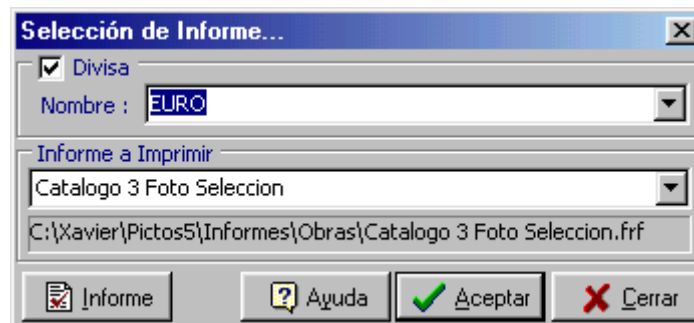 Selección de Informe...
Divisa
Nombre : EURO
Informe a Imprimir
Catalogo 3 Foto Seleccion
C:\Xavier\Pictos5\Informes\Obras\Catalogo 3 Foto Seleccion.frf
Informe Ayuda Aceptar Cerrar